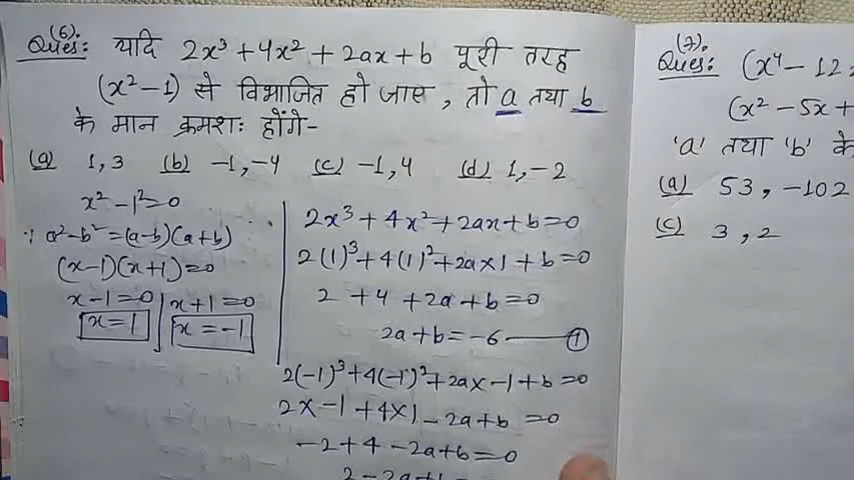 (6).
Ques: यदि 2x³ + 4x² + 2ax + b पूरी तरह
(x² - 1) से विभाजित हो जाए, तो a तथा b
के मान क्रमशः होंगे-
(a) 1, 3 (b) -1, -4 (c) -1, 4 (d) 1, -2
x² - 1² = 0
∵ a² - b² = (a-b)(a+b)
(x-1)(x+1) = 0
x - 1 = 0 | x + 1 = 0
x = 1 | x = -1
2x³ + 4x² + 2ax + b = 0
2(1)³ + 4(1)² + 2a×1 + b = 0
2 + 4 + 2a + b = 0
2a + b = -6 —— ①
2(-1)³ + 4(-1)² + 2a× -1 + b = 0
2× -1 + 4×1 - 2a + b = 0
-2 + 4 - 2a + b = 0
2 - 2a +
(7).
Ques: (x⁴ - 12
(x² - 5x +
'a' तथा 'b' के
(a) 53, -102
(c) 3, 2